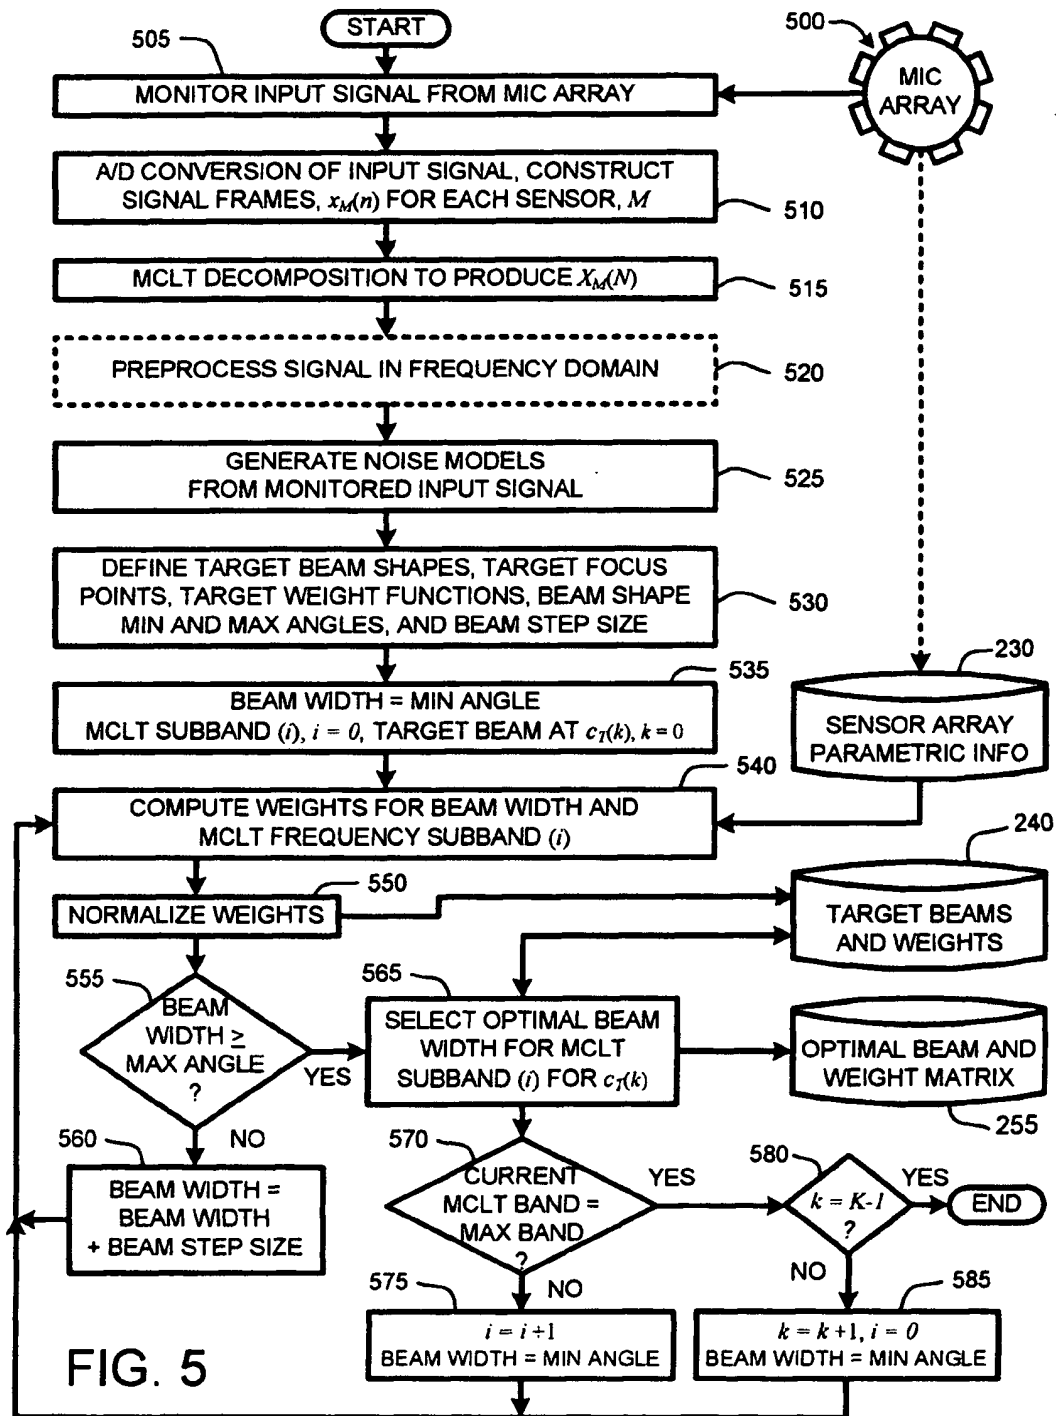 START
500
505
MIC
ARRAY
MONITOR INPUT SIGNAL FROM MIC ARRAY
A/D CONVERSION OF INPUT SIGNAL, CONSTRUCT
SIGNAL FRAMES, x_M(n) FOR EACH SENSOR, M
510
MCLT DECOMPOSITION TO PRODUCE X_M(N)
515
PREPROCESS SIGNAL IN FREQUENCY DOMAIN
520
GENERATE NOISE MODELS
FROM MONITORED INPUT SIGNAL
525
DEFINE TARGET BEAM SHAPES, TARGET FOCUS
POINTS, TARGET WEIGHT FUNCTIONS, BEAM SHAPE
MIN AND MAX ANGLES, AND BEAM STEP SIZE
530
535
BEAM WIDTH = MIN ANGLE
MCLT SUBBAND (i), i = 0, TARGET BEAM AT c_T(k), k = 0
230
SENSOR ARRAY
PARAMETRIC INFO
540
COMPUTE WEIGHTS FOR BEAM WIDTH AND
MCLT FREQUENCY SUBBAND (i)
550
NORMALIZE WEIGHTS
240
TARGET BEAMS
AND WEIGHTS
555
BEAM
WIDTH ≥
MAX ANGLE
?
YES
NO
565
SELECT OPTIMAL BEAM
WIDTH FOR MCLT
SUBBAND (i) FOR c_T(k)
OPTIMAL BEAM AND
WEIGHT MATRIX
255
560
BEAM WIDTH =
BEAM WIDTH
+ BEAM STEP SIZE
570
CURRENT
MCLT BAND =
MAX BAND
?
YES
NO
580
k = K-1
?
YES
END
NO
575
i = i+1
BEAM WIDTH = MIN ANGLE
585
k = k+1, i = 0
BEAM WIDTH = MIN ANGLE
FIG. 5